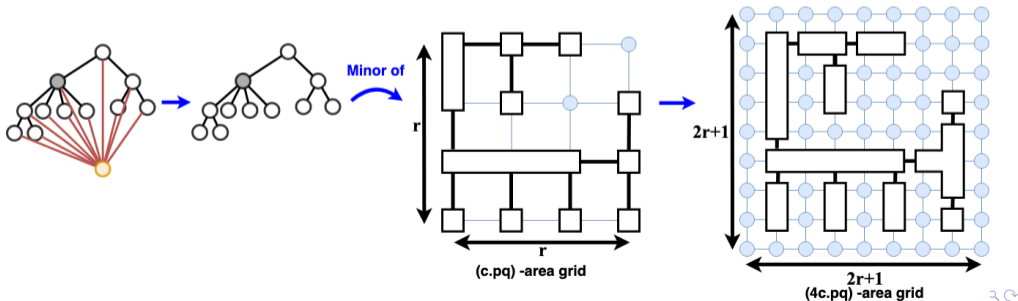 Minor of
r
r
(c.pq) -area grid
2r+1
2r+1
(4c.pq) -area grid